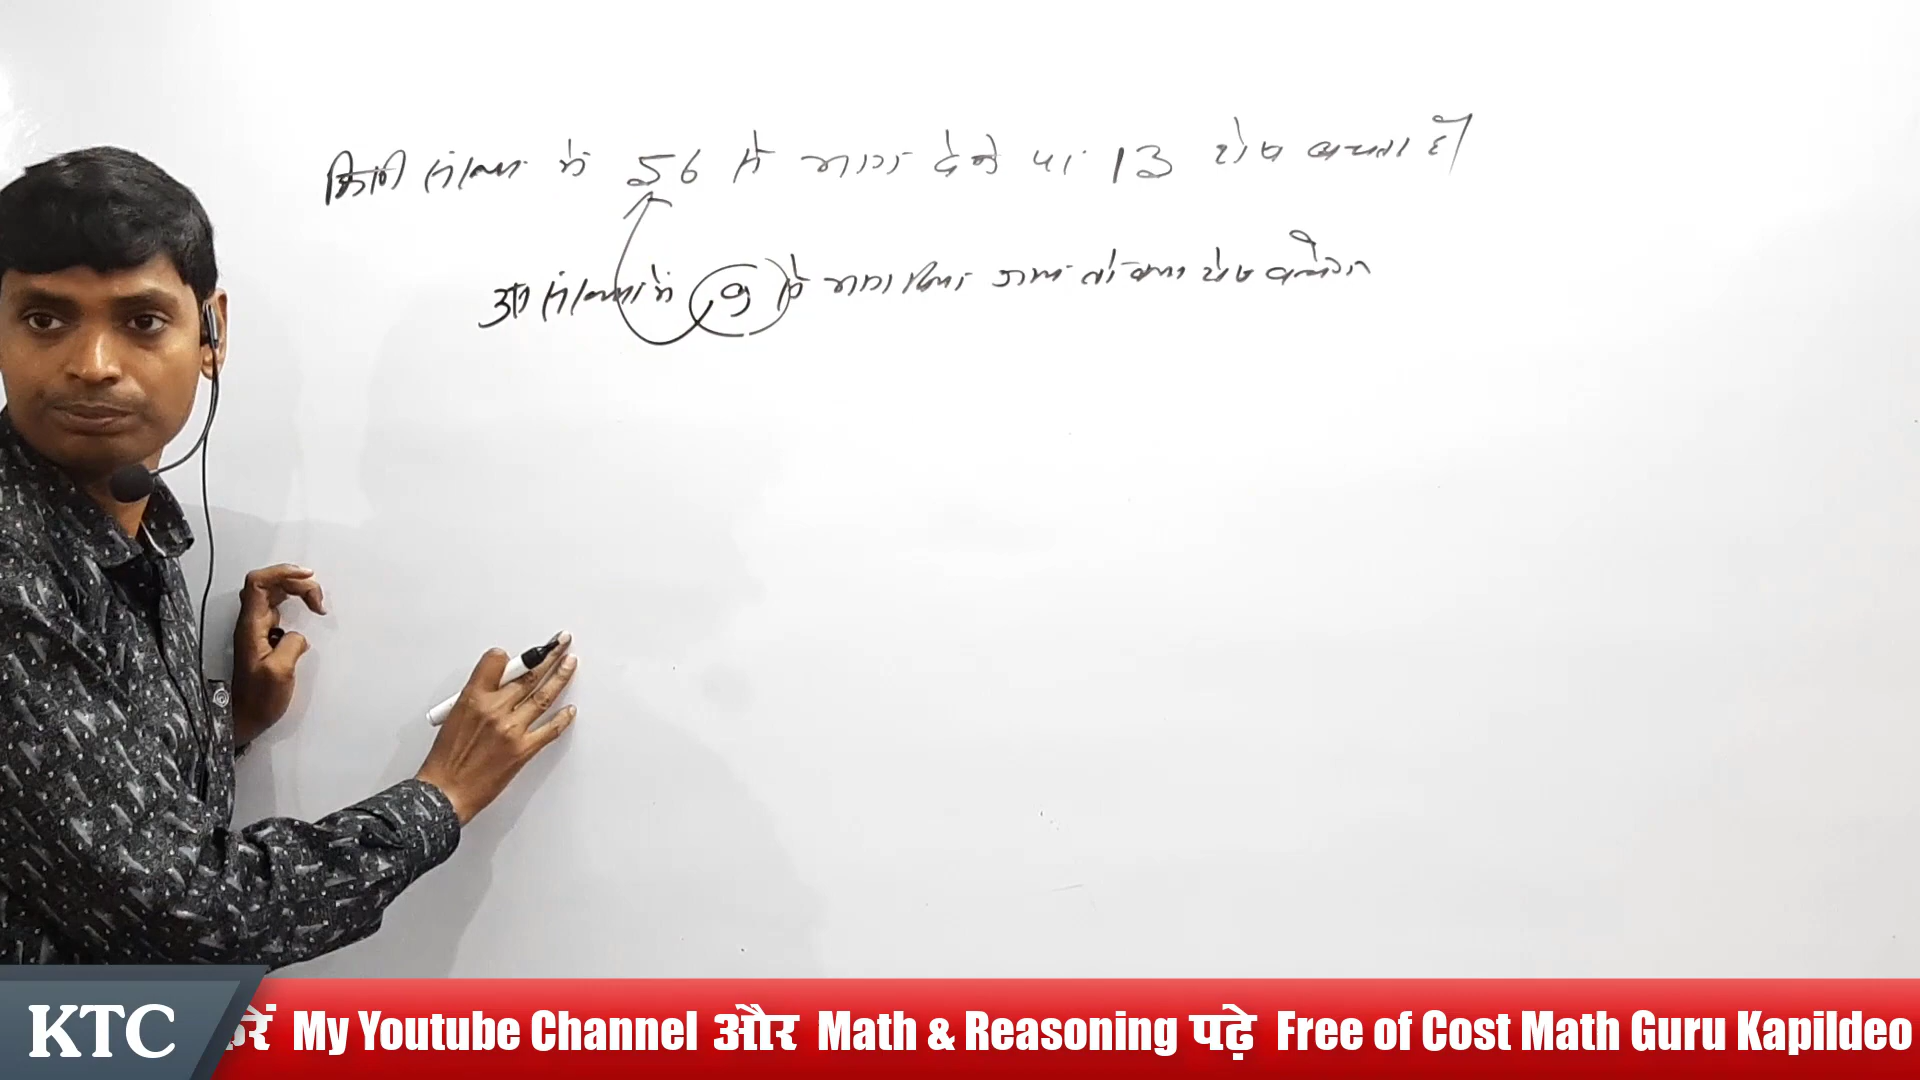 किसी संख्या में 56 से भाग देने पर 13 शेष बचता है
उस संख्या में 9 से भाग दिया जाय तो क्या शेष बचेगा
KTC
करें My Youtube Channel और Math & Reasoning पढ़े Free of Cost Math Guru Kapildeo